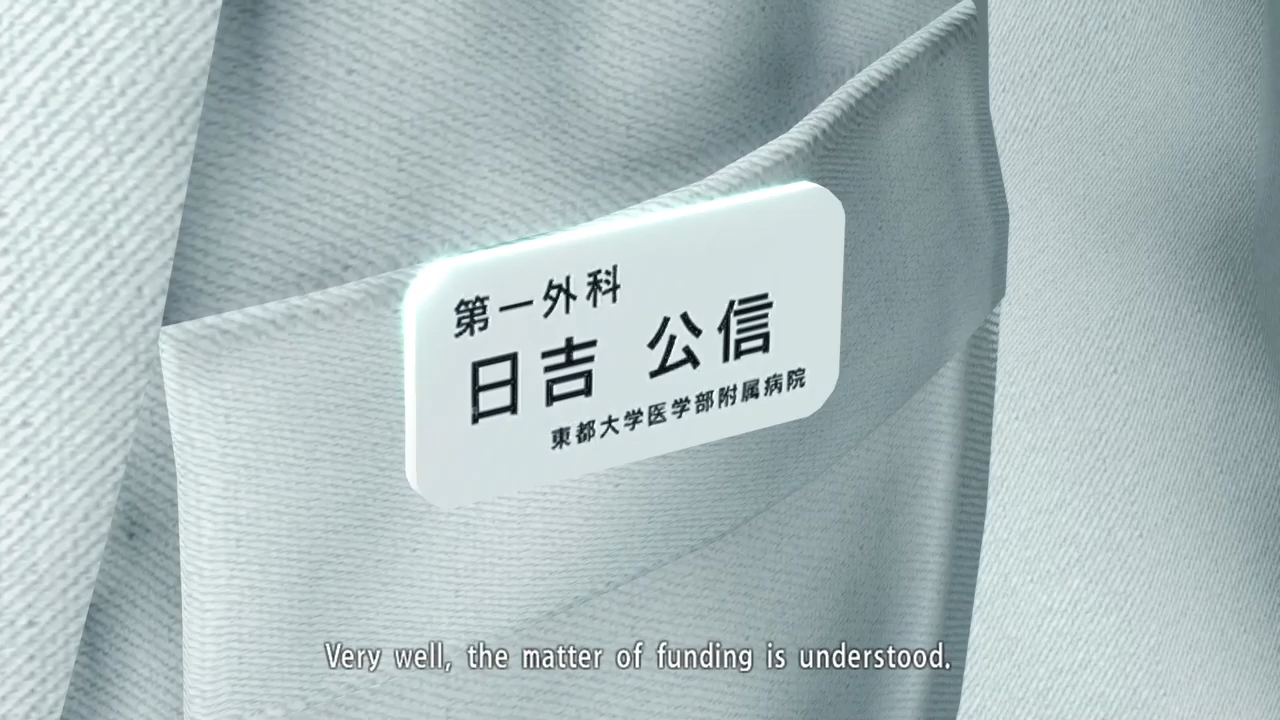 第一外科
日吉 公信
東都大学医学部附属病院
Very well, the matter of funding is understood.